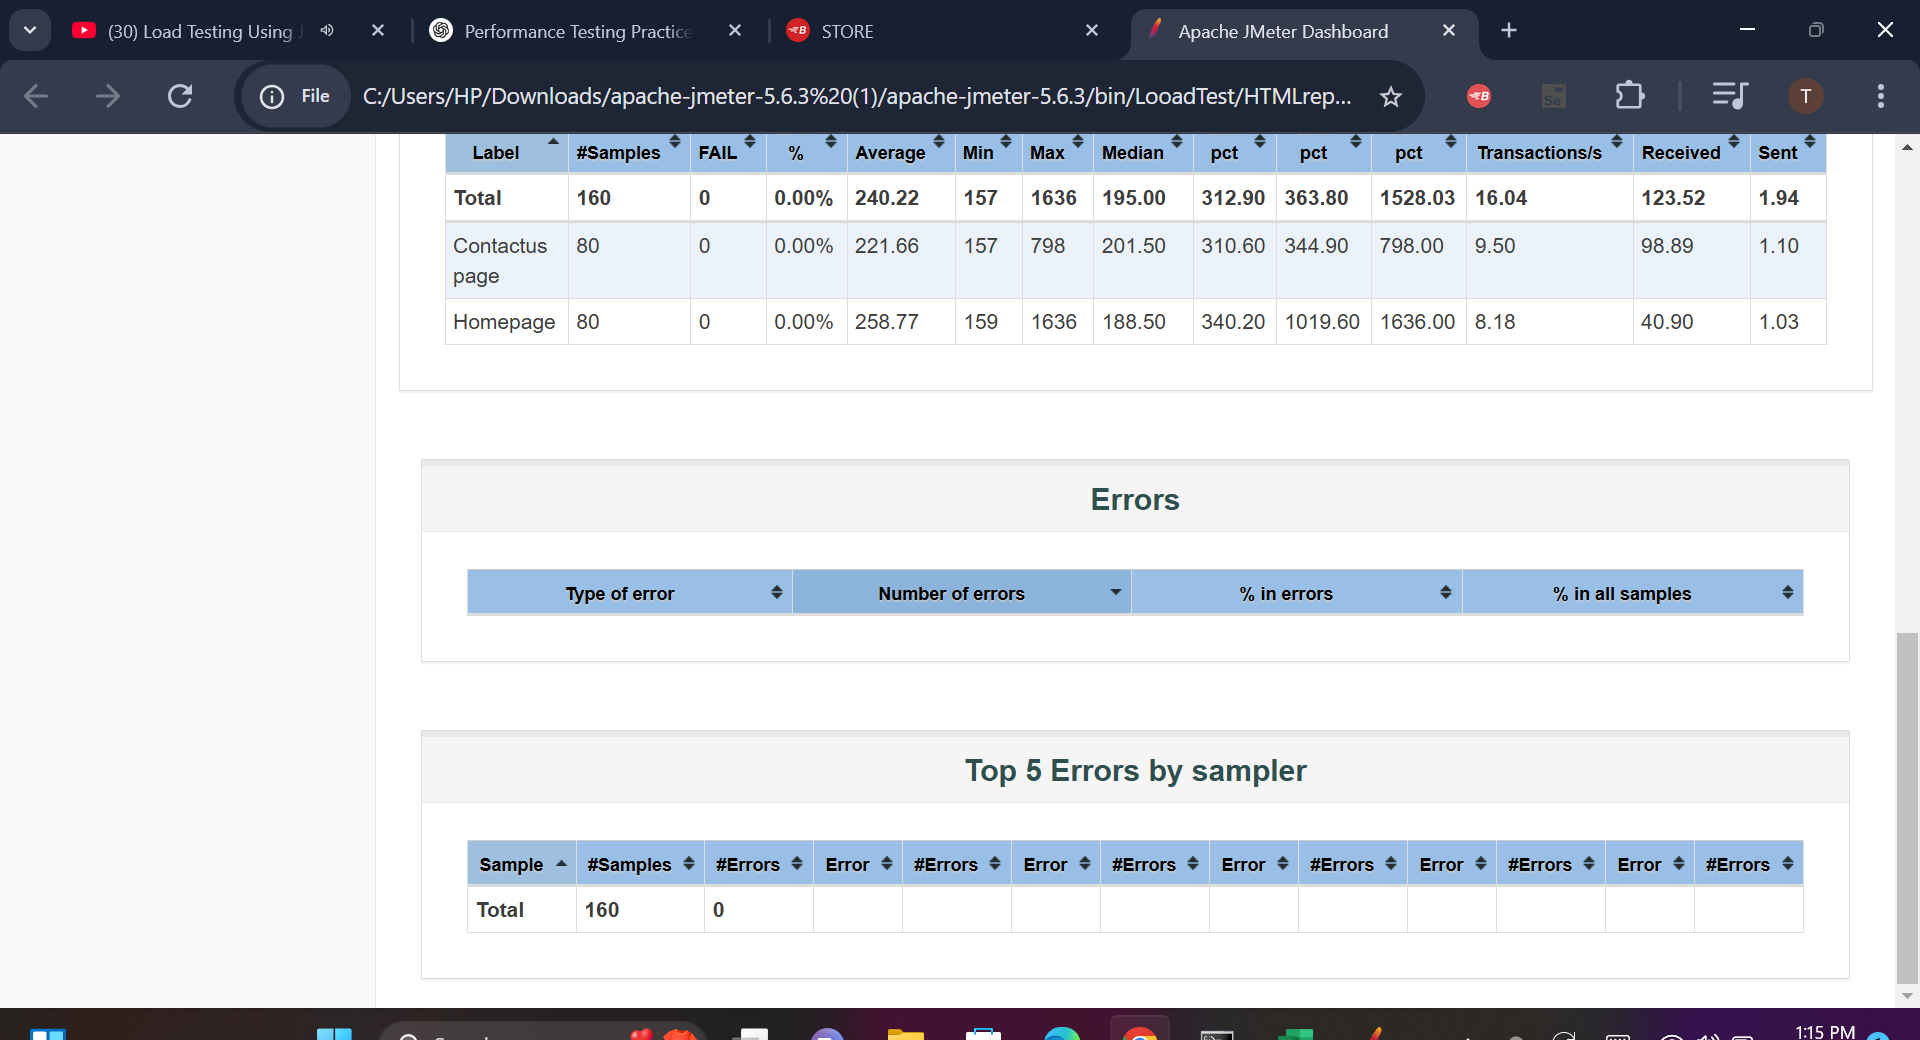 (30) Load Testing Using J
Performance Testing Practice
STORE
Apache JMeter Dashboard
File
C:/Users/HP/Downloads/apache-jmeter-5.6.3%20(1)/apache-jmeter-5.6.3/bin/LooadTest/HTMLrep...
Se
T
Label #Samples FAIL % Average Min Max Median pct pct pct Transactions/s Received Sent
Total 160 0 0.00% 240.22 157 1636 195.00 312.90 363.80 1528.03 16.04 123.52 1.94
Contactus page 80 0 0.00% 221.66 157 798 201.50 310.60 344.90 798.00 9.50 98.89 1.10
Homepage 80 0 0.00% 258.77 159 1636 188.50 340.20 1019.60 1636.00 8.18 40.90 1.03
Errors
Type of error Number of errors % in errors % in all samples
Top 5 Errors by sampler
Sample #Samples #Errors Error #Errors Error #Errors Error #Errors Error #Errors Error #Errors
Total 160 0
1:15 PM